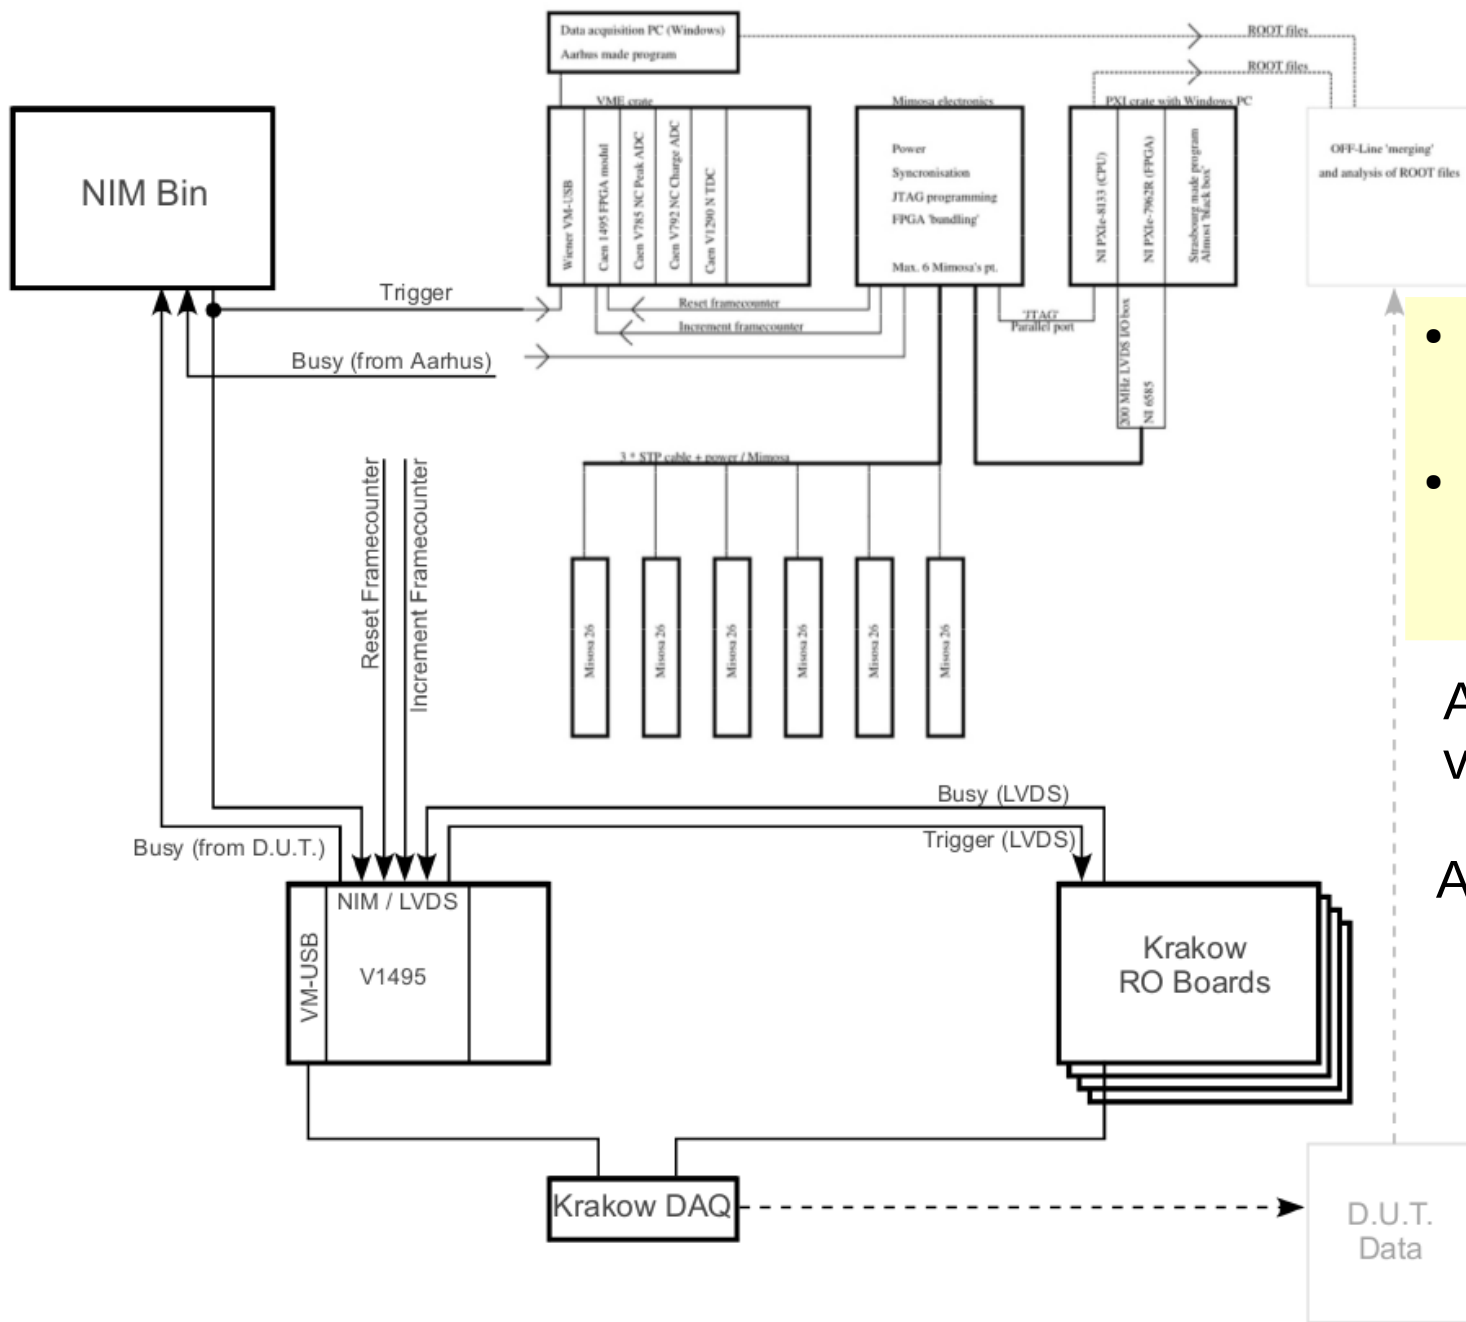 Data acquisition PC (Windows)
Aarhus made program
ROOT files
ROOT files
VME crate
Mimosa electronics
PXI crate with Windows PC
NIM Bin
Wiener VM-USB
Caen 1495 FPGA modul
Caen V785 NC Peak ADC
Caen V792 NC Charge ADC
Caen V1290 N TDC
Power
Syncronisation
JTAG programming
FPGA 'bundling'
Max. 6 Mimosa's pt.
NI PXIe-8133 (CPU)
NI PXIe-7962R (FPGA)
Strasbourg made program
Almost 'black box'
OFF-Line 'merging'
and analysis of ROOT files
Trigger
Reset framecounter
Increment framecounter
'JTAG'
Parallel port
Busy (from Aarhus)
200 MHz LVDS I/O box
NI 6585
•
•
3 * STP cable + power / Mimosa
Reset Framecounter
Increment Framecounter
Misosa 26
Misosa 26
Misosa 26
Misosa 26
Misosa 26
Misosa 26
A
v
Busy (LVDS)
Trigger (LVDS)
Busy (from D.U.T.)
A
NIM / LVDS
VM-USB
V1495
Krakow
RO Boards
Krakow DAQ
D.U.T.
Data